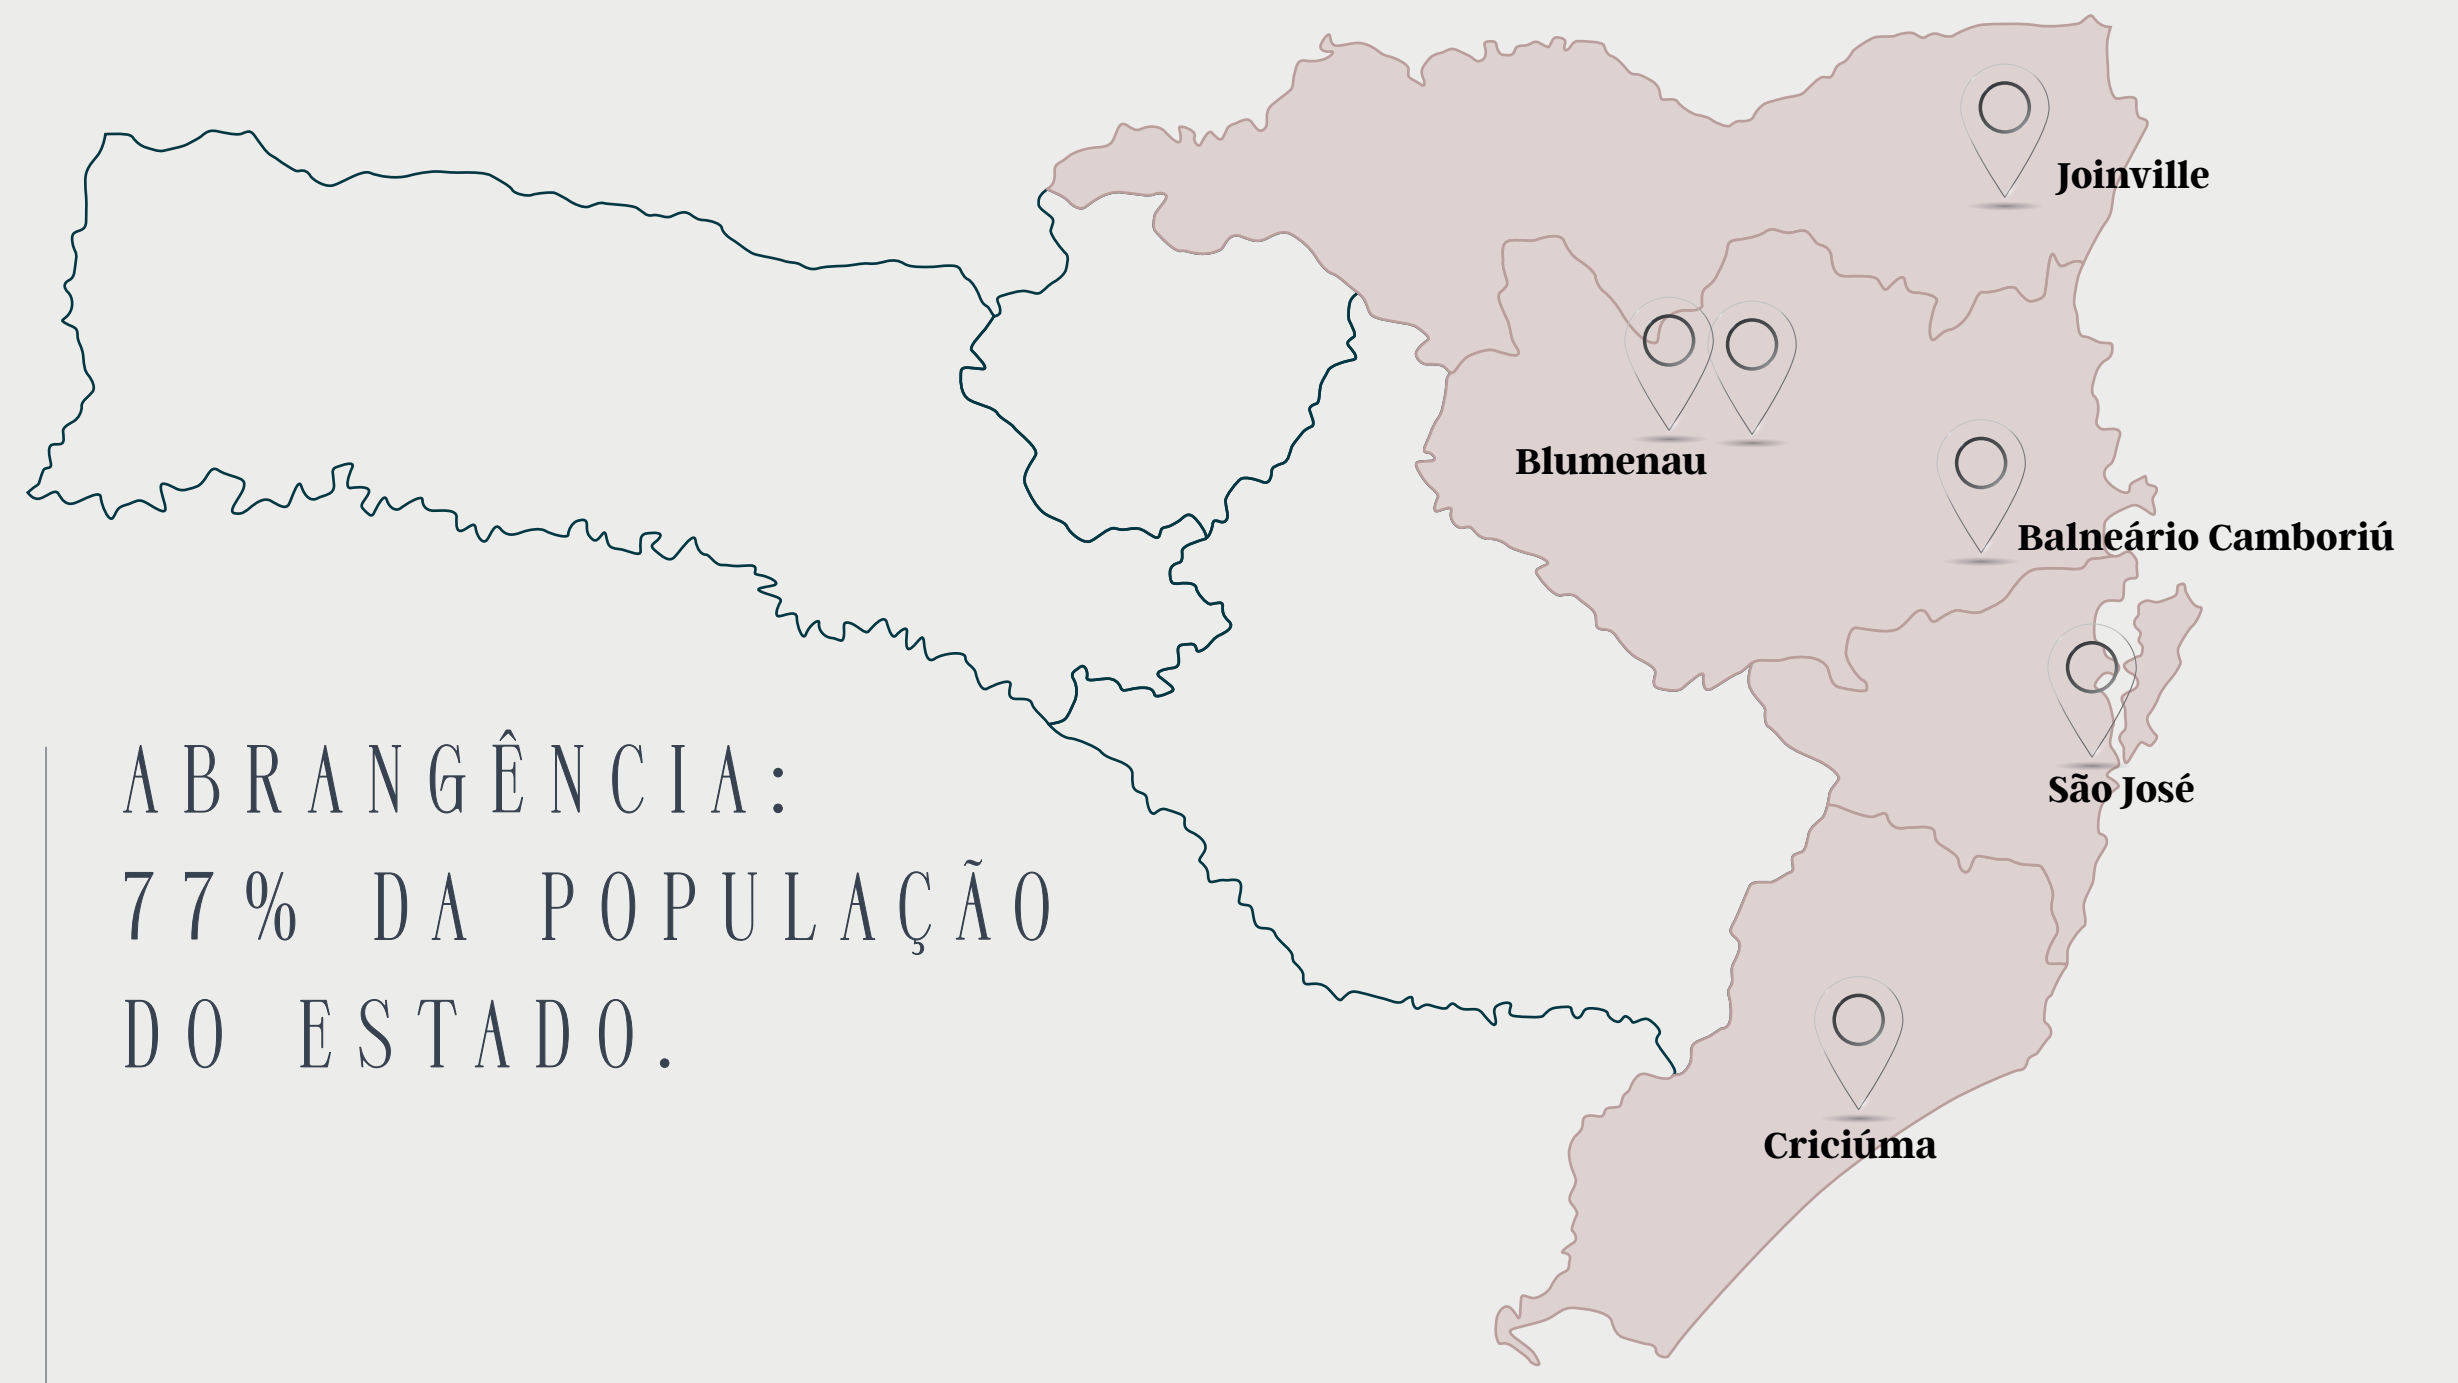 Joinville
Blumenau
Balneário Camboriú
São José
Criciúma
ABRANGÊNCIA:
77% DA POPULAÇÃO
DO ESTADO.